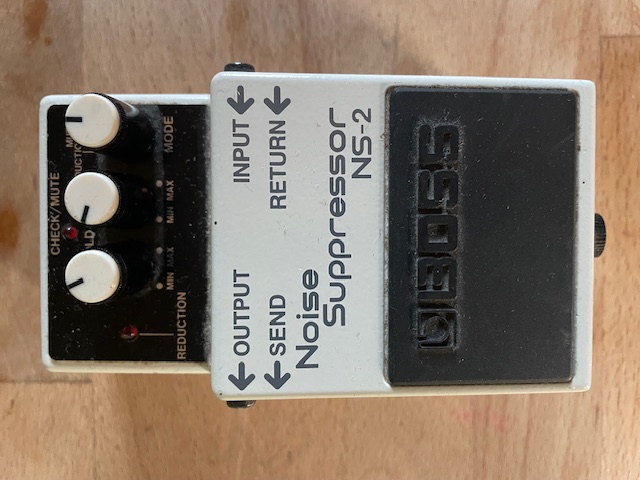 CHECK/MUTE
MIN MAX
MIN MAX
MODE
REDUCTION
↑ OUTPUT
INPUT ↑
↑ SEND
RETURN ↑
Noise
Suppressor
NS-2
BOSS